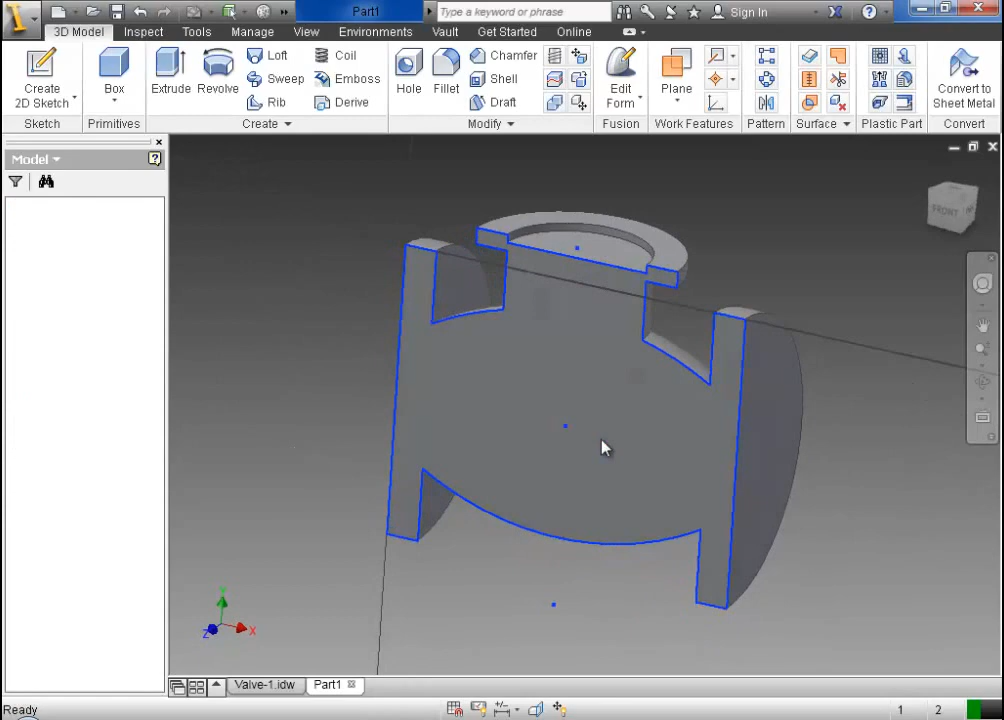 Part1
Type a keyword or phrase
Sign In
3D Model Inspect Tools Manage View Environments Vault Get Started Online
Create
2D Sketch
Box
Extrude
Revolve
Loft
Sweep
Rib
Coil
Emboss
Derive
Hole
Fillet
Chamfer
Shell
Draft
Edit
Form
Plane
Convert to
Sheet Metal
Sketch Primitives Create Modify Fusion Work Features Pattern Surface Plastic Part Convert
Model
FRONT
Y
Z
X
Valve-1.idw Part1
Ready 1 2